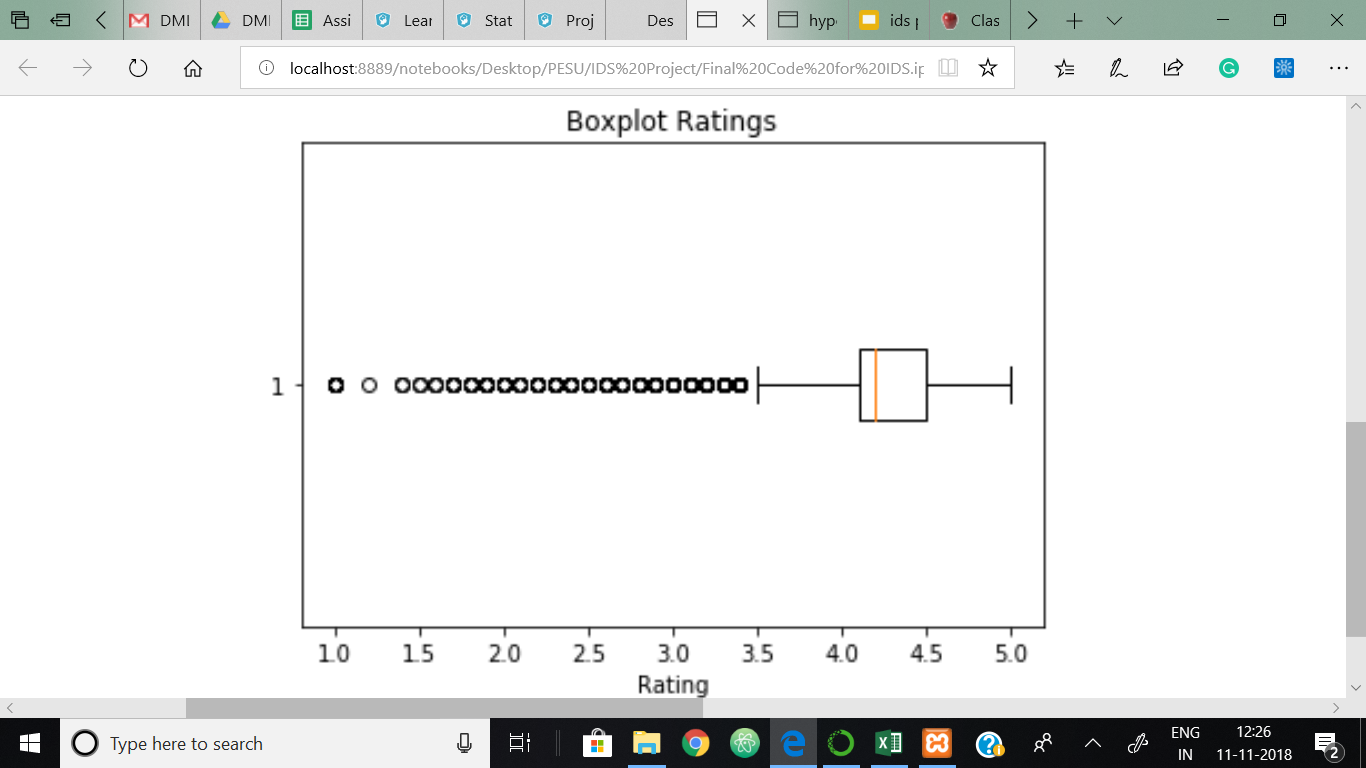 DMI
DMI
Assi
Lear
Stat
Proj
Des
hyp
ids p
Clas
localhost:8889/notebooks/Desktop/PESU/IDS%20Project/Final%20Code%20for%20IDS.ip
Boxplot Ratings
1
1.0 1.5 2.0 2.5 3.0 3.5 4.0 4.5 5.0
Rating
Type here to search
ENG
IN
12:26
11-11-2018
2